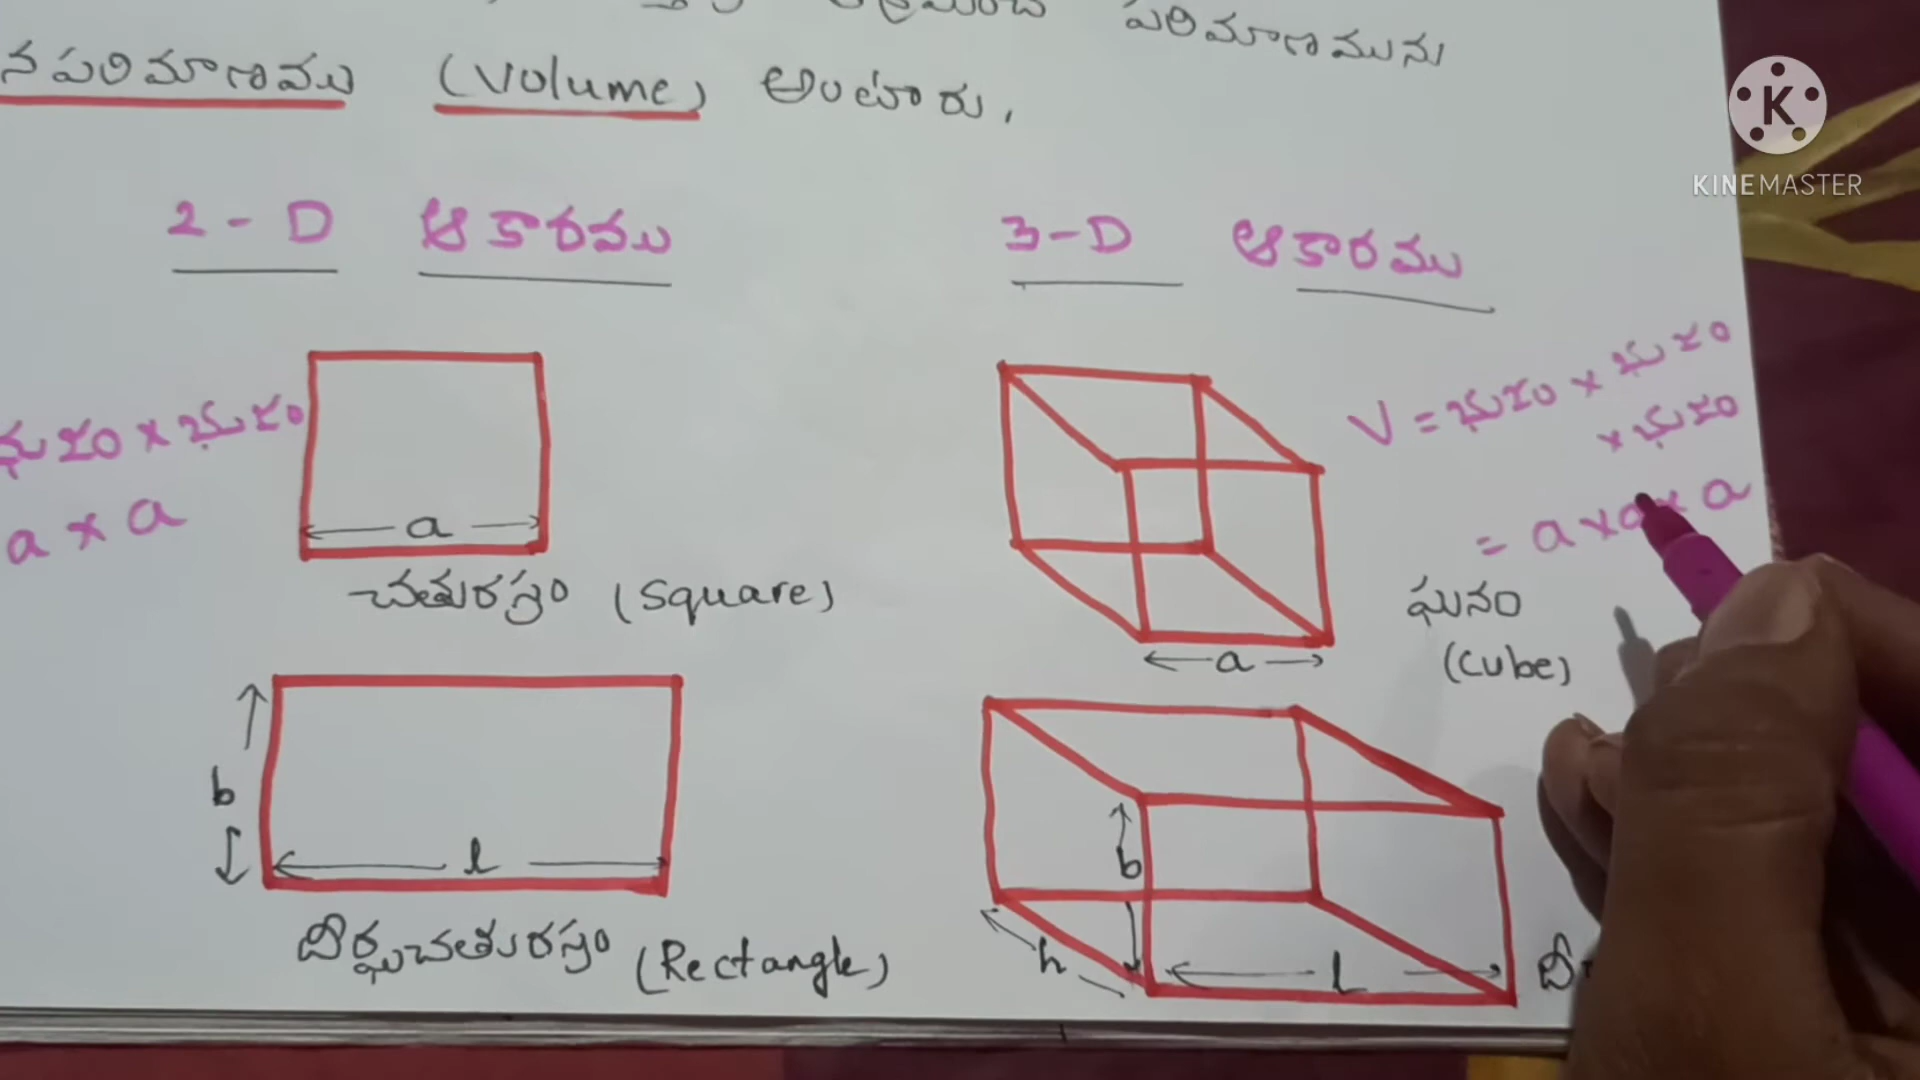 పరిమాణమును
నపరిమాణము (Volume) అంటారు.
KINEMASTER
2-D ఆకారము
3-D ఆకారము
భుజం × భుజం
a × a
a
చతురస్రం (Square)
V = భుజం × భుజం
× భుజం
= a × a × a
ఘనం
(Cube)
a
b
l
దీర్ఘచతురస్రం (Rectangle)
b
h
l